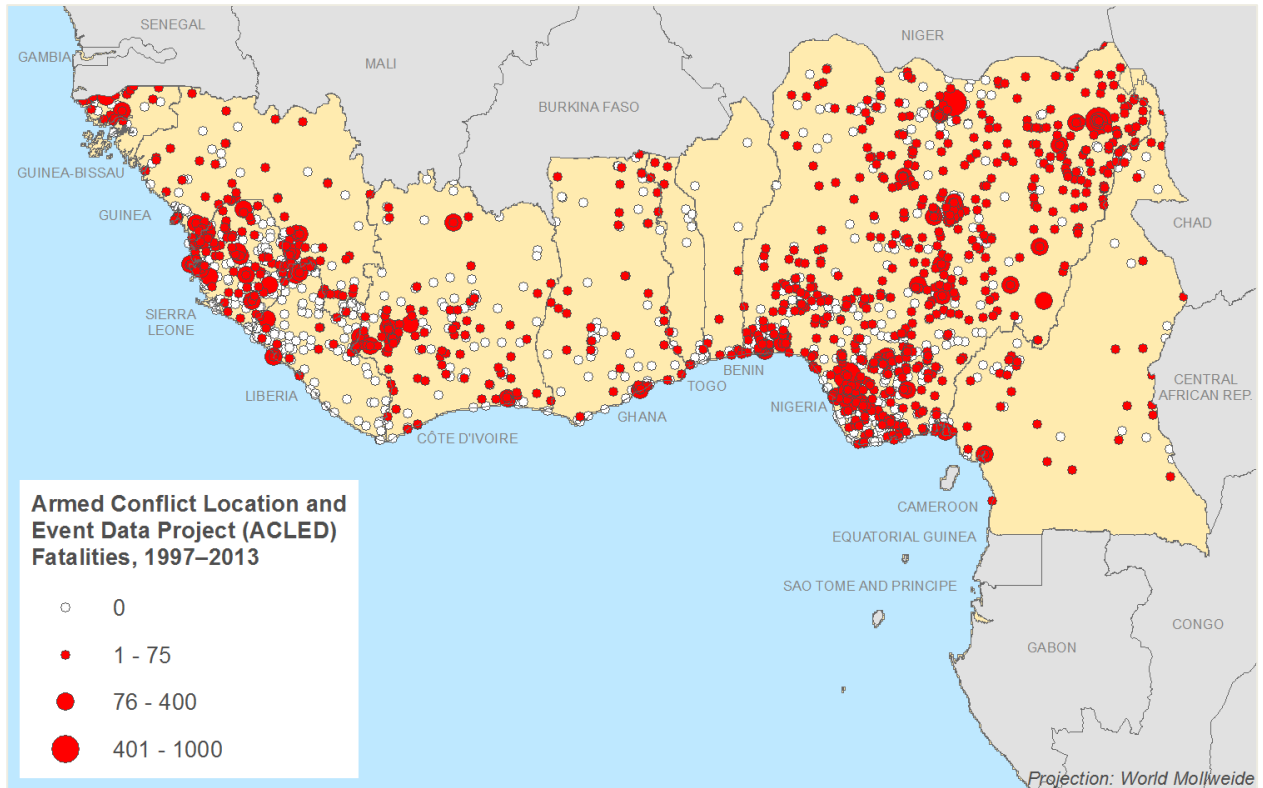 SENEGAL
NIGER
GAMBIA
MALI
BURKINA FASO
GUINEA-BISSAU
GUINEA
CHAD
SIERRA
LEONE
BENIN
CENTRAL
AFRICAN REP.
TOGO
LIBERIA
NIGERIA
GHANA
CÔTE D'IVOIRE
CAMEROON
EQUATORIAL GUINEA
SAO TOME AND PRINCIPE
CONGO
GABON
Armed Conflict Location and
Event Data Project (ACLED)
Fatalities, 1997–2013
0
1 - 75
76 - 400
401 - 1000
Projection: World Mollweide